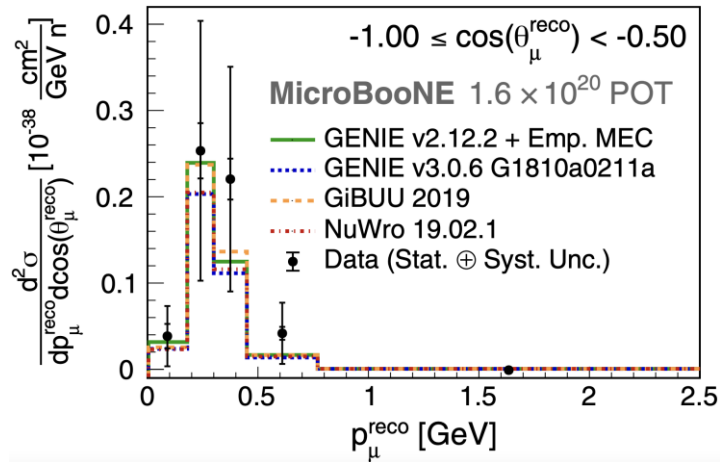 -1.00 ≤ cos(θ_μ^reco) < -0.50
MicroBooNE 1.6 × 10^20 POT
GENIE v2.12.2 + Emp. MEC
GENIE v3.0.6 G1810a0211a
GiBUU 2019
NuWro 19.02.1
Data (Stat. ⊕ Syst. Unc.)
d²σ / dp_μ^reco dcos(θ_μ^reco) [10^-38 cm² / GeV n]
0.4
0.3
0.2
0.1
0
0 0.5 1 1.5 2 2.5
p_μ^reco [GeV]